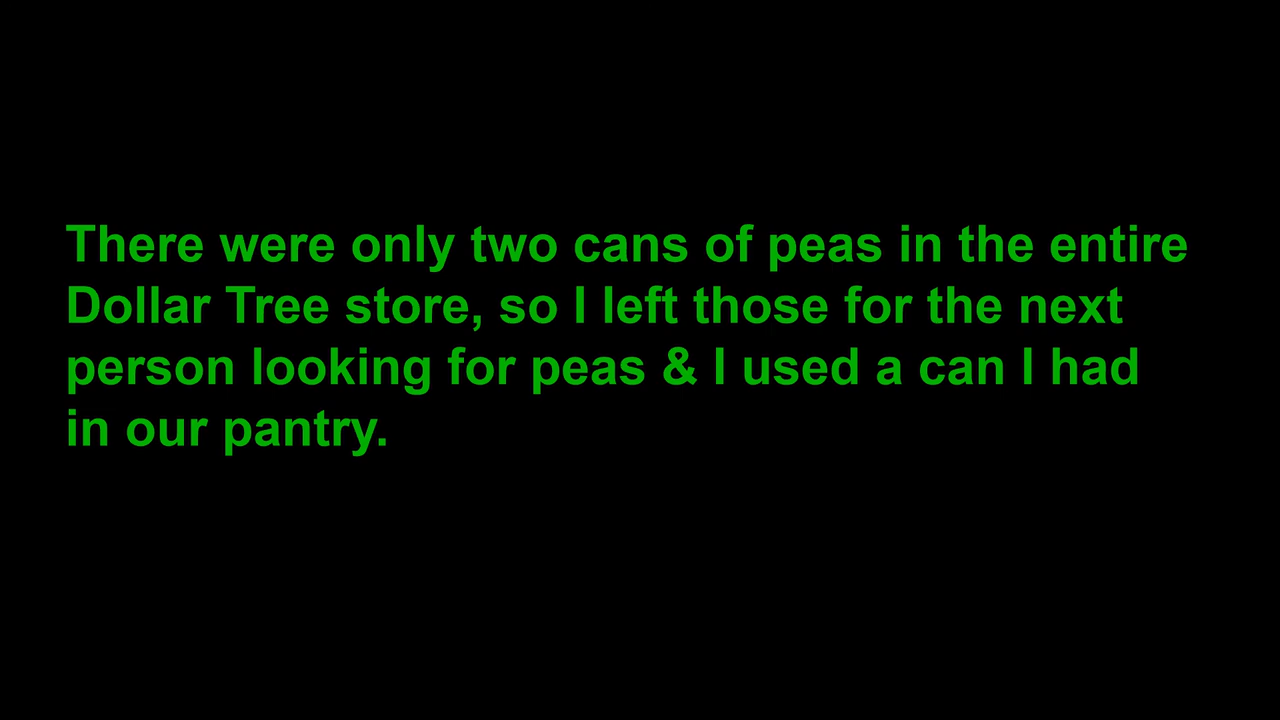 There were only two cans of peas in the entire
Dollar Tree store, so I left those for the next
person looking for peas & I used a can I had
in our pantry.